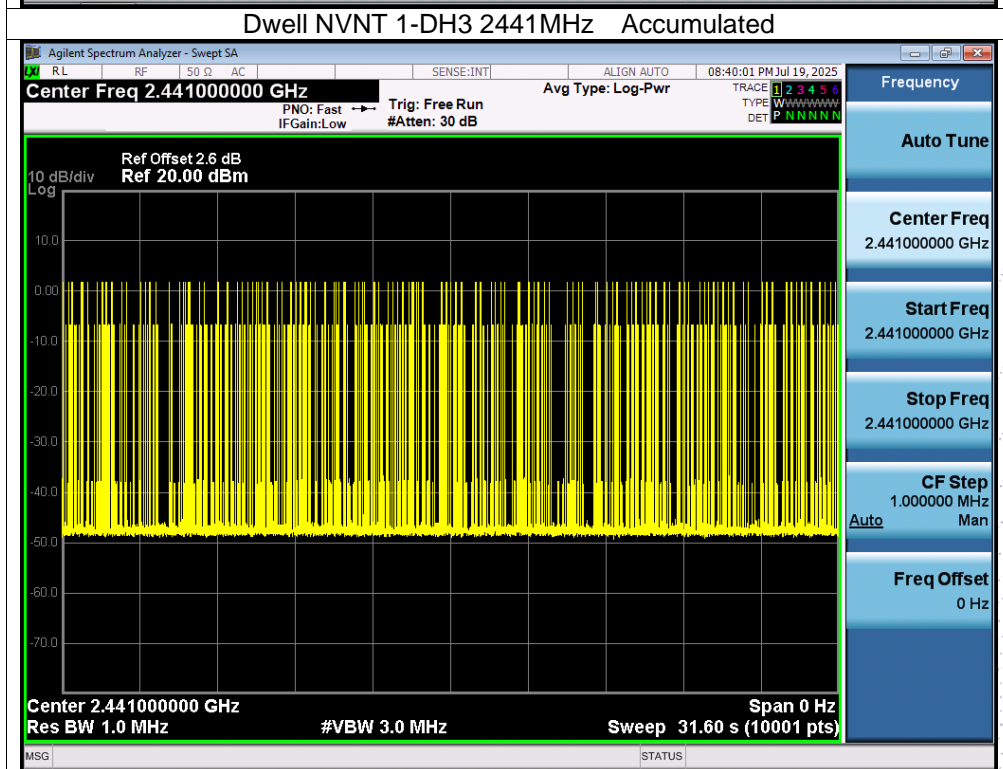 Dwell NVNT 1-DH3 2441MHz Accumulated
Agilent Spectrum Analyzer - Swept SA
LXI RL RF 50 Ω AC SENSE:INT ALIGN AUTO 08:40:01 PM Jul 19, 2025
Center Freq 2.441000000 GHz
PNO: Fast
IFGain:Low
Trig: Free Run
#Atten: 30 dB
Avg Type: Log-Pwr
TRACE 1 2 3 4 5 6
TYPE WWWWWWW
DET P N N N N N
Ref Offset 2.6 dB
10 dB/div Ref 20.00 dBm
Log
10.0
0.00
-10.0
-20.0
-30.0
-40.0
-50.0
-60.0
-70.0
Center 2.441000000 GHz Span 0 Hz
Res BW 1.0 MHz #VBW 3.0 MHz Sweep 31.60 s (10001 pts)
MSG STATUS
Frequency
Auto Tune
Center Freq
2.441000000 GHz
Start Freq
2.441000000 GHz
Stop Freq
2.441000000 GHz
CF Step
1.000000 MHz
Auto Man
Freq Offset
0 Hz